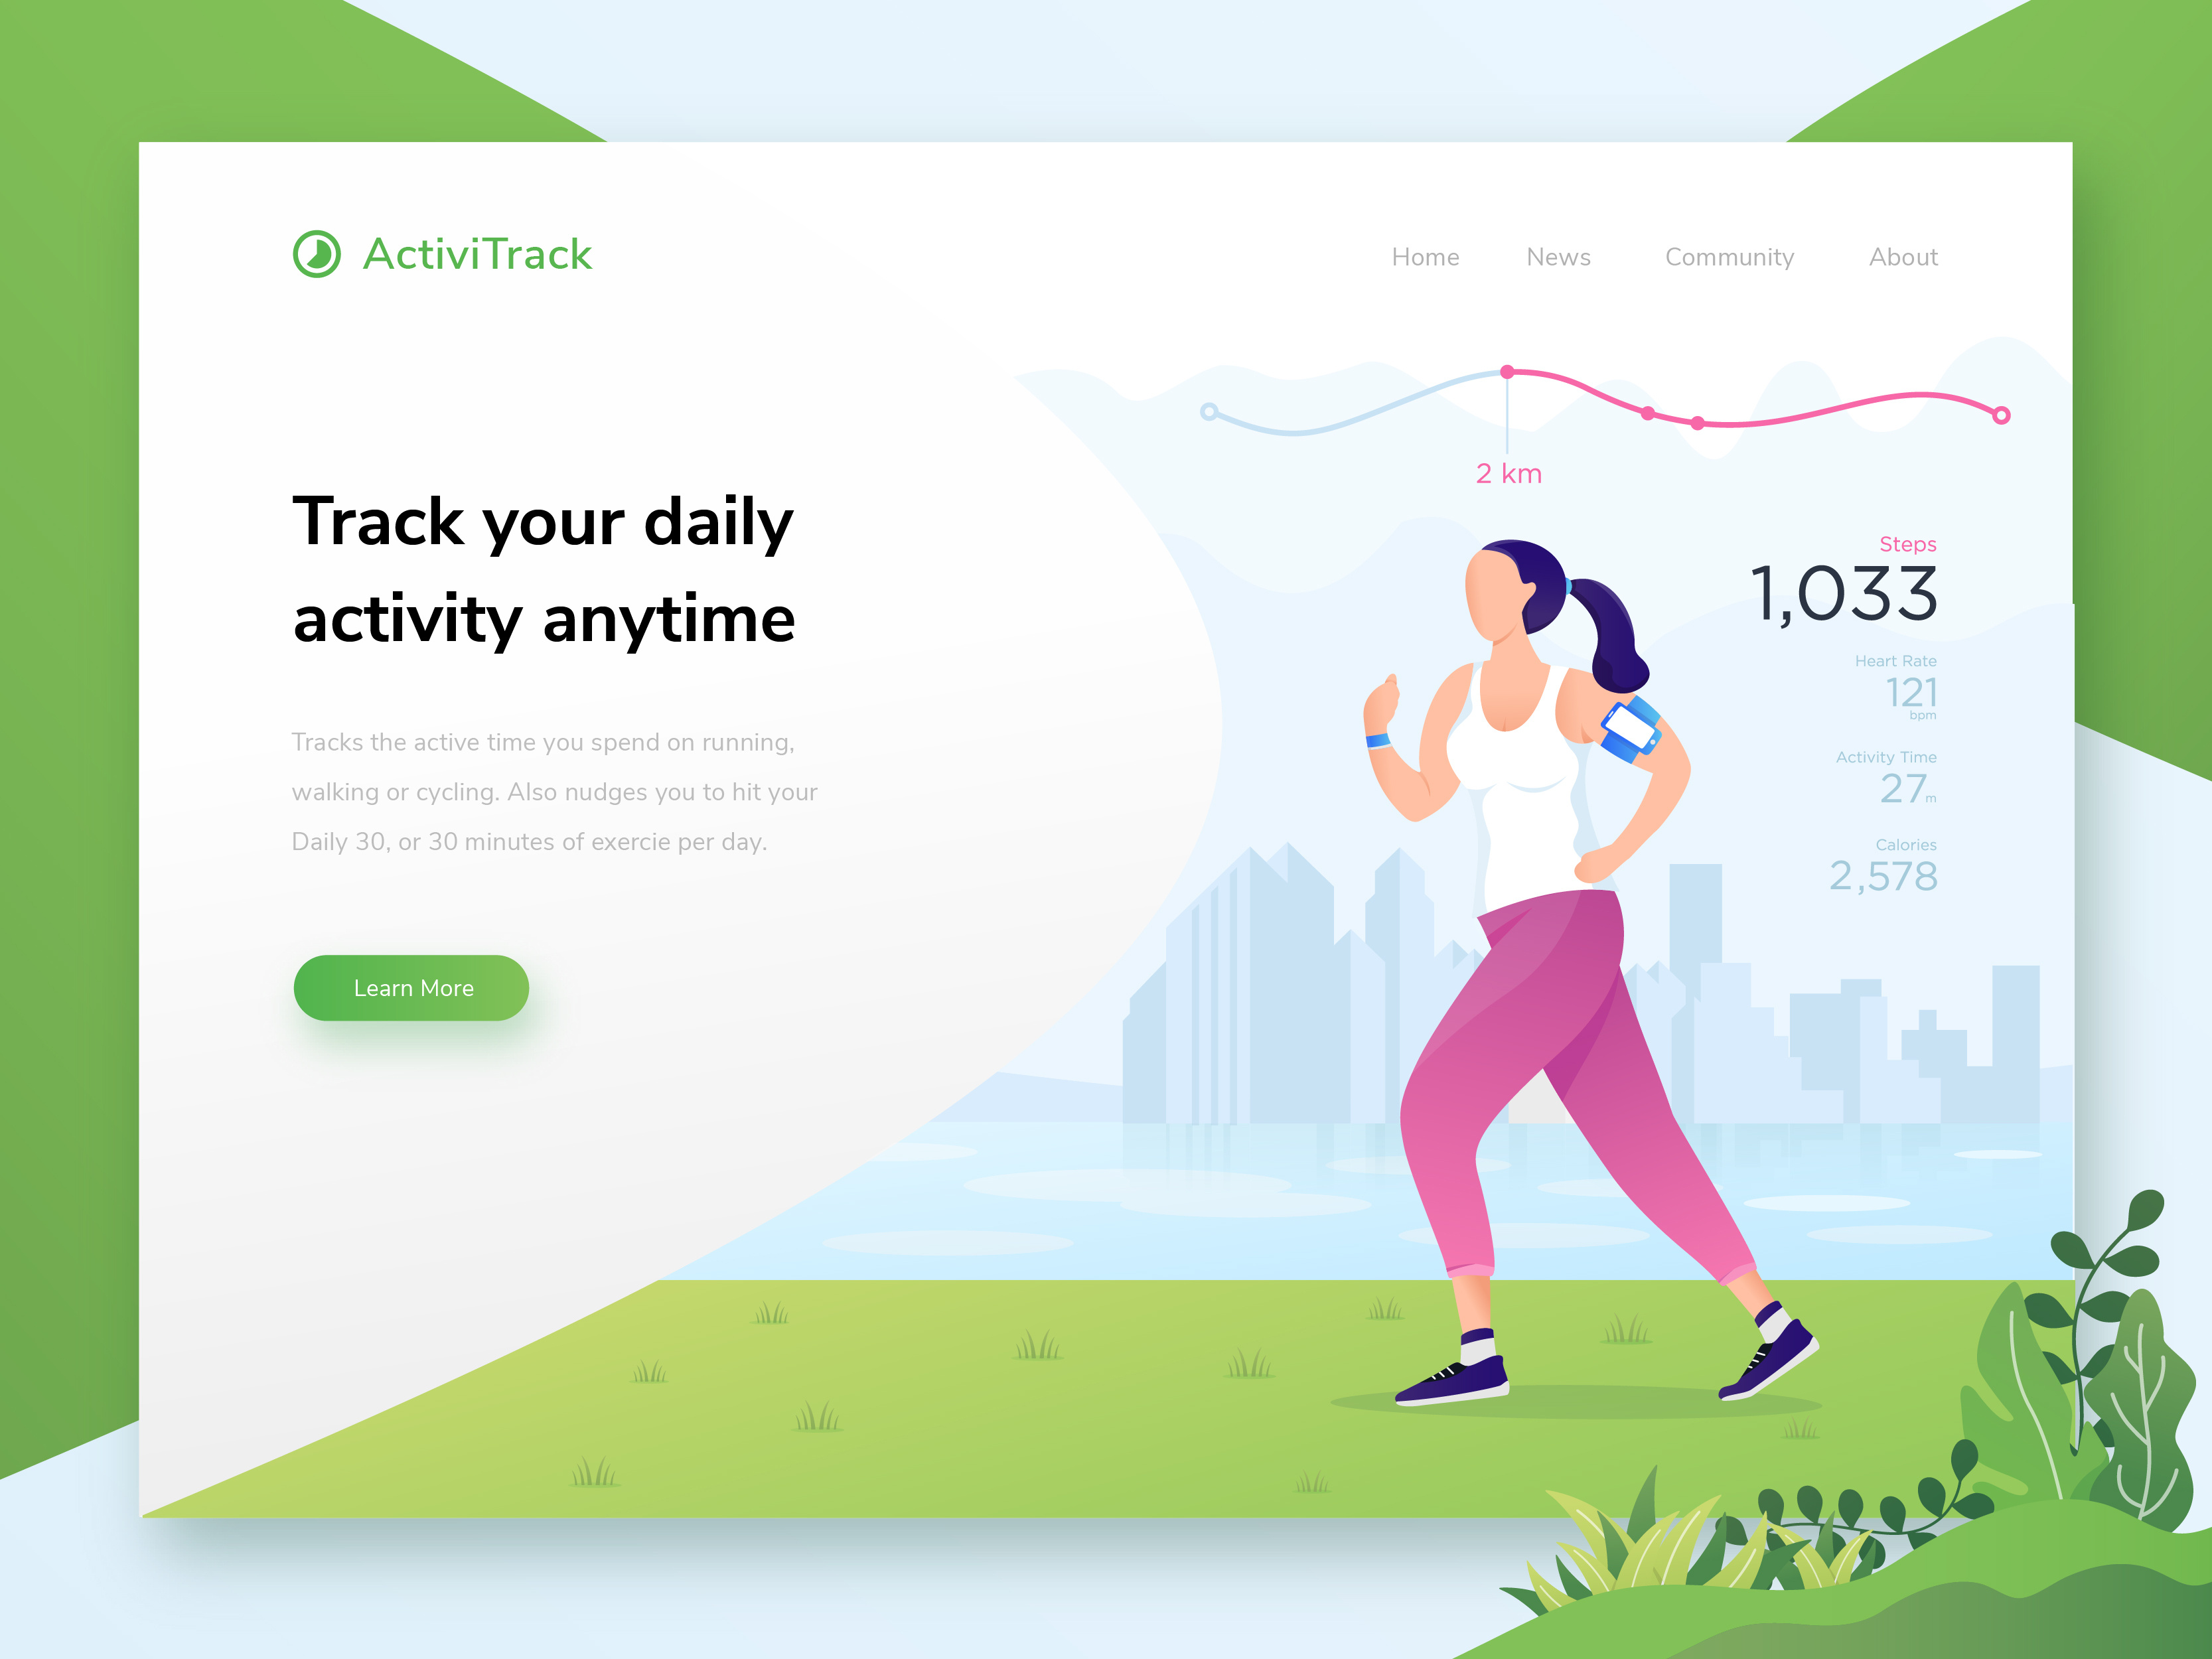 ActiviTrack
Home News Community About
Track your daily
activity anytime
Tracks the active time you spend on running,
walking or cycling. Also nudges you to hit your
Daily 30, or 30 minutes of exercie per day.
Learn More
2 km
Steps
1,033
Heart Rate
121
bpm
Activity Time
27 m
Calories
2,578